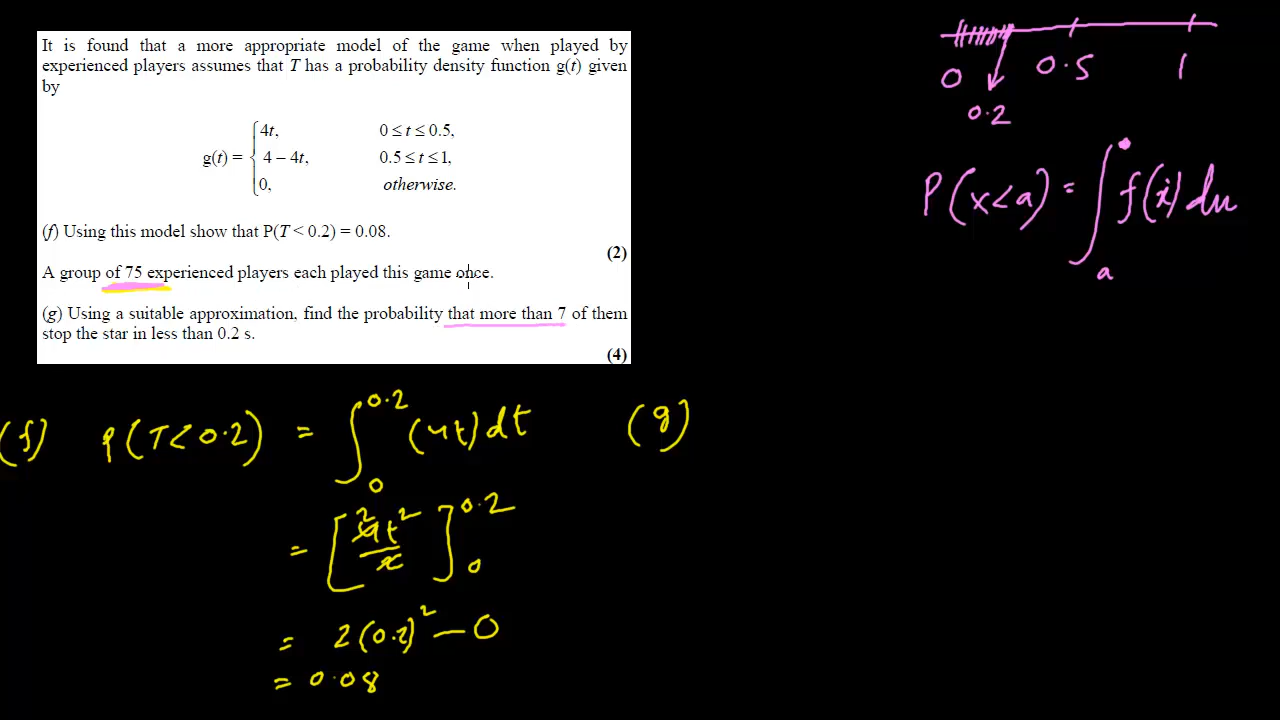 It is found that a more appropriate model of the game when played by
experienced players assumes that T has a probability density function g(t) given
by
g(t) = { 4t, 0 ≤ t ≤ 0.5,
4 – 4t, 0.5 ≤ t ≤ 1,
0, otherwise.
(f) Using this model show that P(T < 0.2) = 0.08.
(2)
A group of 75 experienced players each played this game once.
(g) Using a suitable approximation, find the probability that more than 7 of them
stop the star in less than 0.2 s.
(4)
0 0.5 1
0.2
P(x<a) = ∫ₐ f(x) du
(f) P(T<0.2) = ∫₀^0.2 (4t) dt
= [2 4t²/2]₀^0.2
= 2(0.2)² – 0
= 0.08
(g)